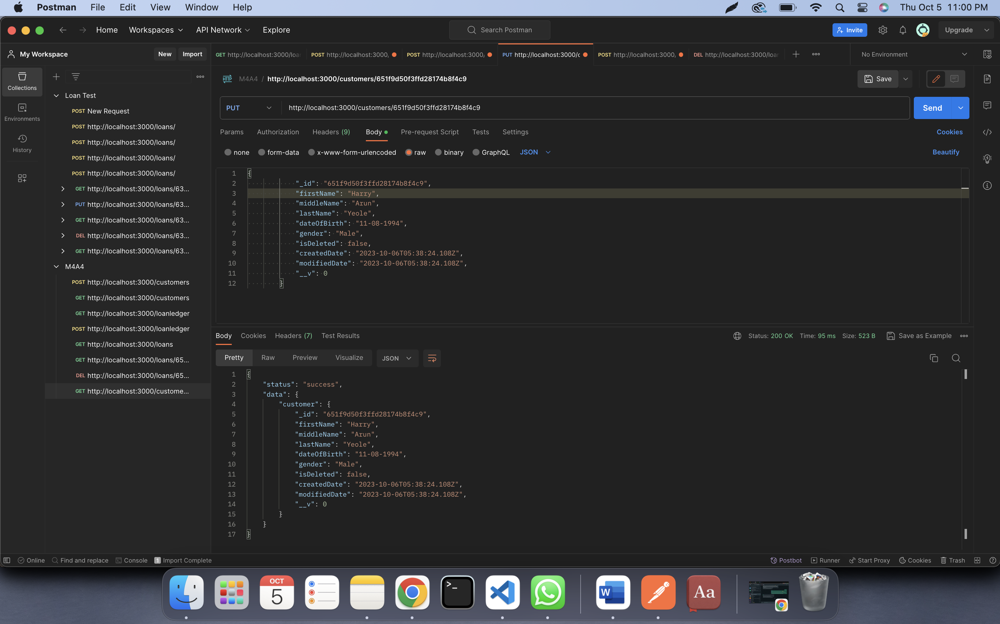 Postman File Edit View Window Help Thu Oct 5 11:00 PM
Home Workspaces API Network Explore Search Postman Invite Upgrade
My Workspace New Import
GET http://localhost:3000/loa POST http://localhost:3000, POST http://localhost:3000/ PUT http://localhost:3000/c POST http://localhost:3000, DEL http://localhost:3000/loar No Environment
Collections
Environments
History
Loan Test
POST New Request
POST http://localhost:3000/loans/
POST http://localhost:3000/loans/
POST http://localhost:3000/loans/
POST http://localhost:3000/loans/
GET http://localhost:3000/loans/63...
PUT http://localhost:3000/loans/63...
GET http://localhost:3000/loans/63...
DEL http://localhost:3000/loans/63...
GET http://localhost:3000/loans/63...
M4A4
POST http://localhost:3000/customers
GET http://localhost:3000/customers
GET http://localhost:3000/loanledger
POST http://localhost:3000/loanledger
GET http://localhost:3000/loans
GET http://localhost:3000/loans/65...
DEL http://localhost:3000/loans/65...
GET http://localhost:3000/custome...
HTTP M4A4 / http://localhost:3000/customers/651f9d50f3ffd28174b8f4c9 Save
PUT http://localhost:3000/customers/651f9d50f3ffd28174b8f4c9 Send
Params Authorization Headers (9) Body Pre-request Script Tests Settings Cookies
none form-data x-www-form-urlencoded raw binary GraphQL JSON Beautify
1 {
2 "_id": "651f9d50f3ffd28174b8f4c9",
3 "firstName": "Harry",
4 "middleName": "Arun",
5 "lastName": "Yeole",
6 "dateOfBirth": "11-08-1994",
7 "gender": "Male",
8 "isDeleted": false,
9 "createdDate": "2023-10-06T05:38:24.108Z",
10 "modifiedDate": "2023-10-06T05:38:24.108Z",
11 "__v": 0
12 }
Body Cookies Headers (7) Test Results Status: 200 OK Time: 95 ms Size: 523 B Save as Example
Pretty Raw Preview Visualize JSON
1 {
2 "status": "success",
3 "data": {
4 "customer": {
5 "_id": "651f9d50f3ffd28174b8f4c9",
6 "firstName": "Harry",
7 "middleName": "Arun",
8 "lastName": "Yeole",
9 "dateOfBirth": "11-08-1994",
10 "gender": "Male",
11 "isDeleted": false,
12 "createdDate": "2023-10-06T05:38:24.108Z",
13 "modifiedDate": "2023-10-06T05:38:24.108Z",
14 "__v": 0
15 }
16 }
17 }
Online Find and replace Console 1 Import Complete Postbot Runner Start Proxy Cookies Trash
OCT
5
>_
W
Aa